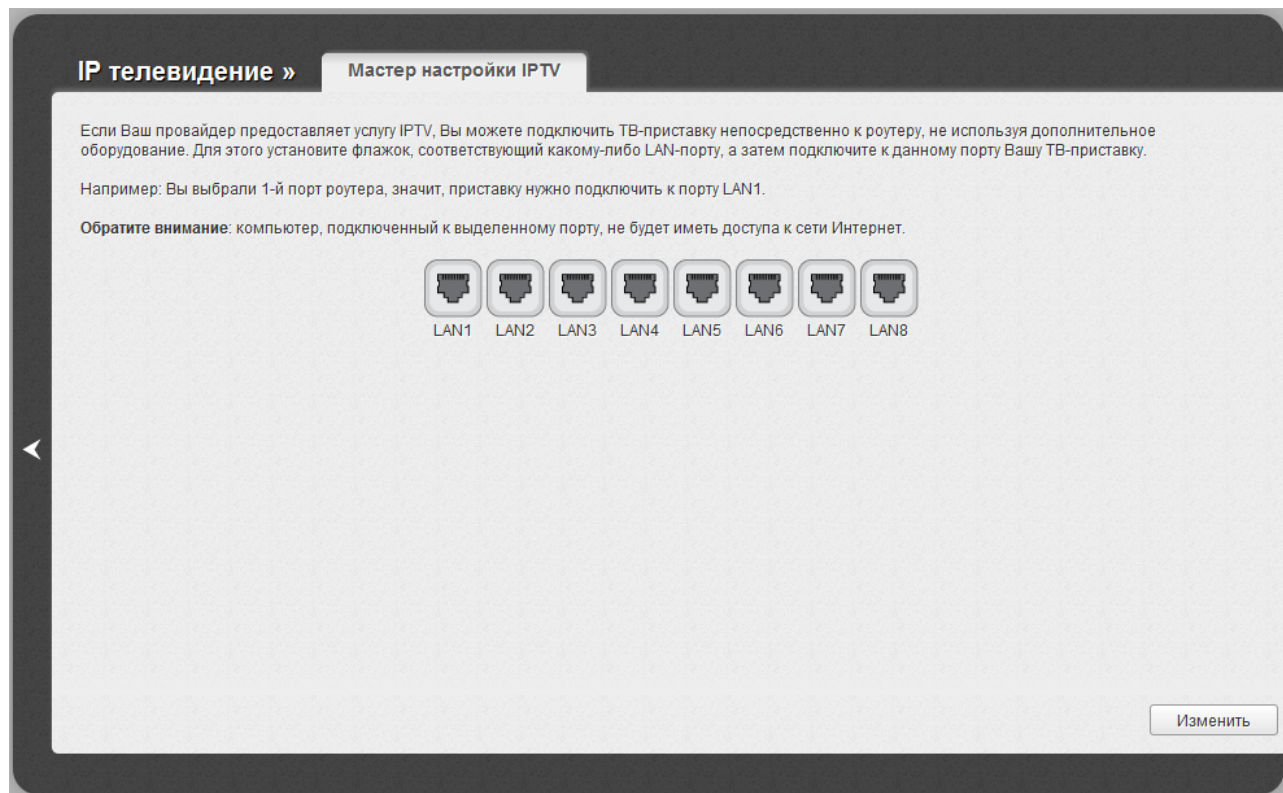 IP телевидение »
Мастер настройки IPTV
Если Ваш провайдер предоставляет услугу IPTV, Вы можете подключить ТВ-приставку непосредственно к роутеру, не используя дополнительное
оборудование. Для этого установите флажок, соответствующий какому-либо LAN-порту, а затем подключите к данному порту Вашу ТВ-приставку.
Например: Вы выбрали 1-й порт роутера, значит, приставку нужно подключить к порту LAN1.
Обратите внимание: компьютер, подключенный к выделенному порту, не будет иметь доступа к сети Интернет.
LAN1 LAN2 LAN3 LAN4 LAN5 LAN6 LAN7 LAN8
Изменить